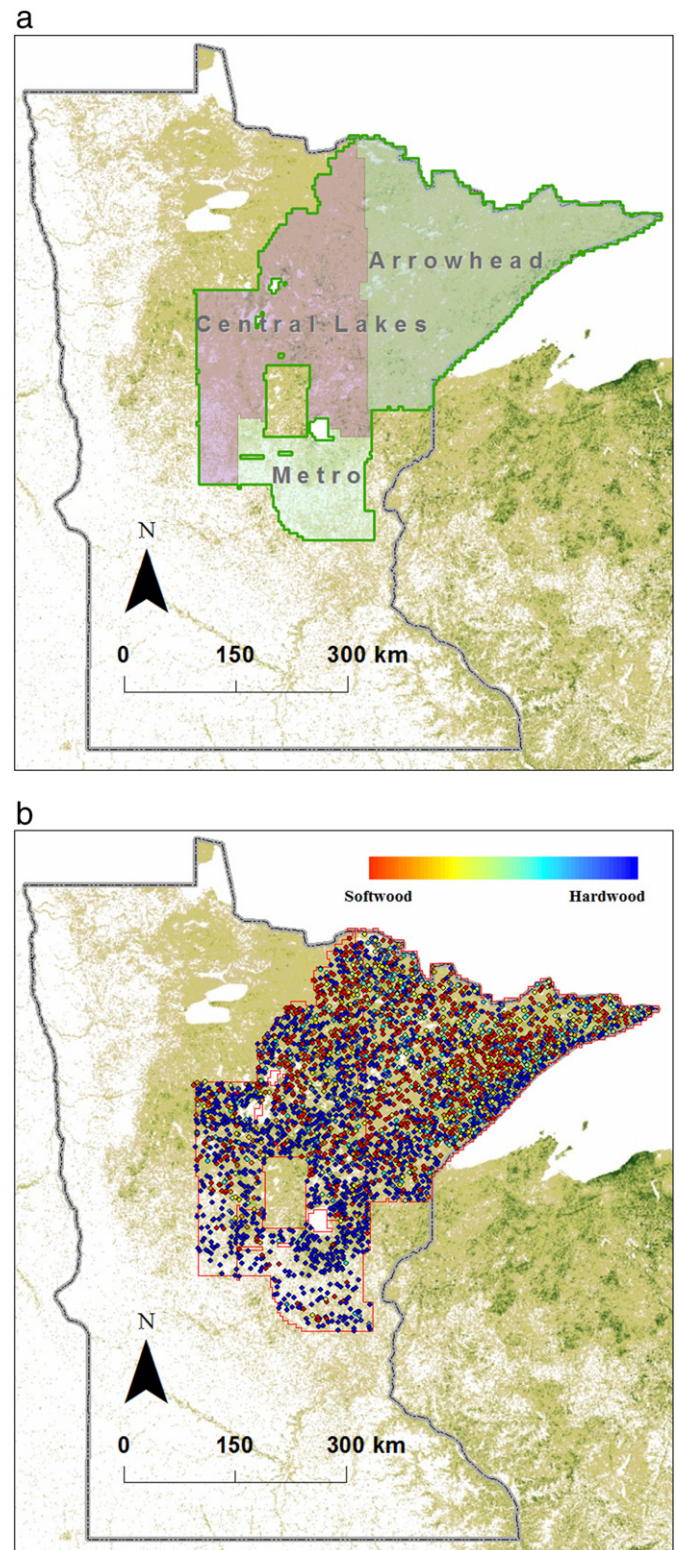 a
Arrowhead
Central Lakes
Metro
N
0 150 300 km
b
Softwood Hardwood
N
0 150 300 km